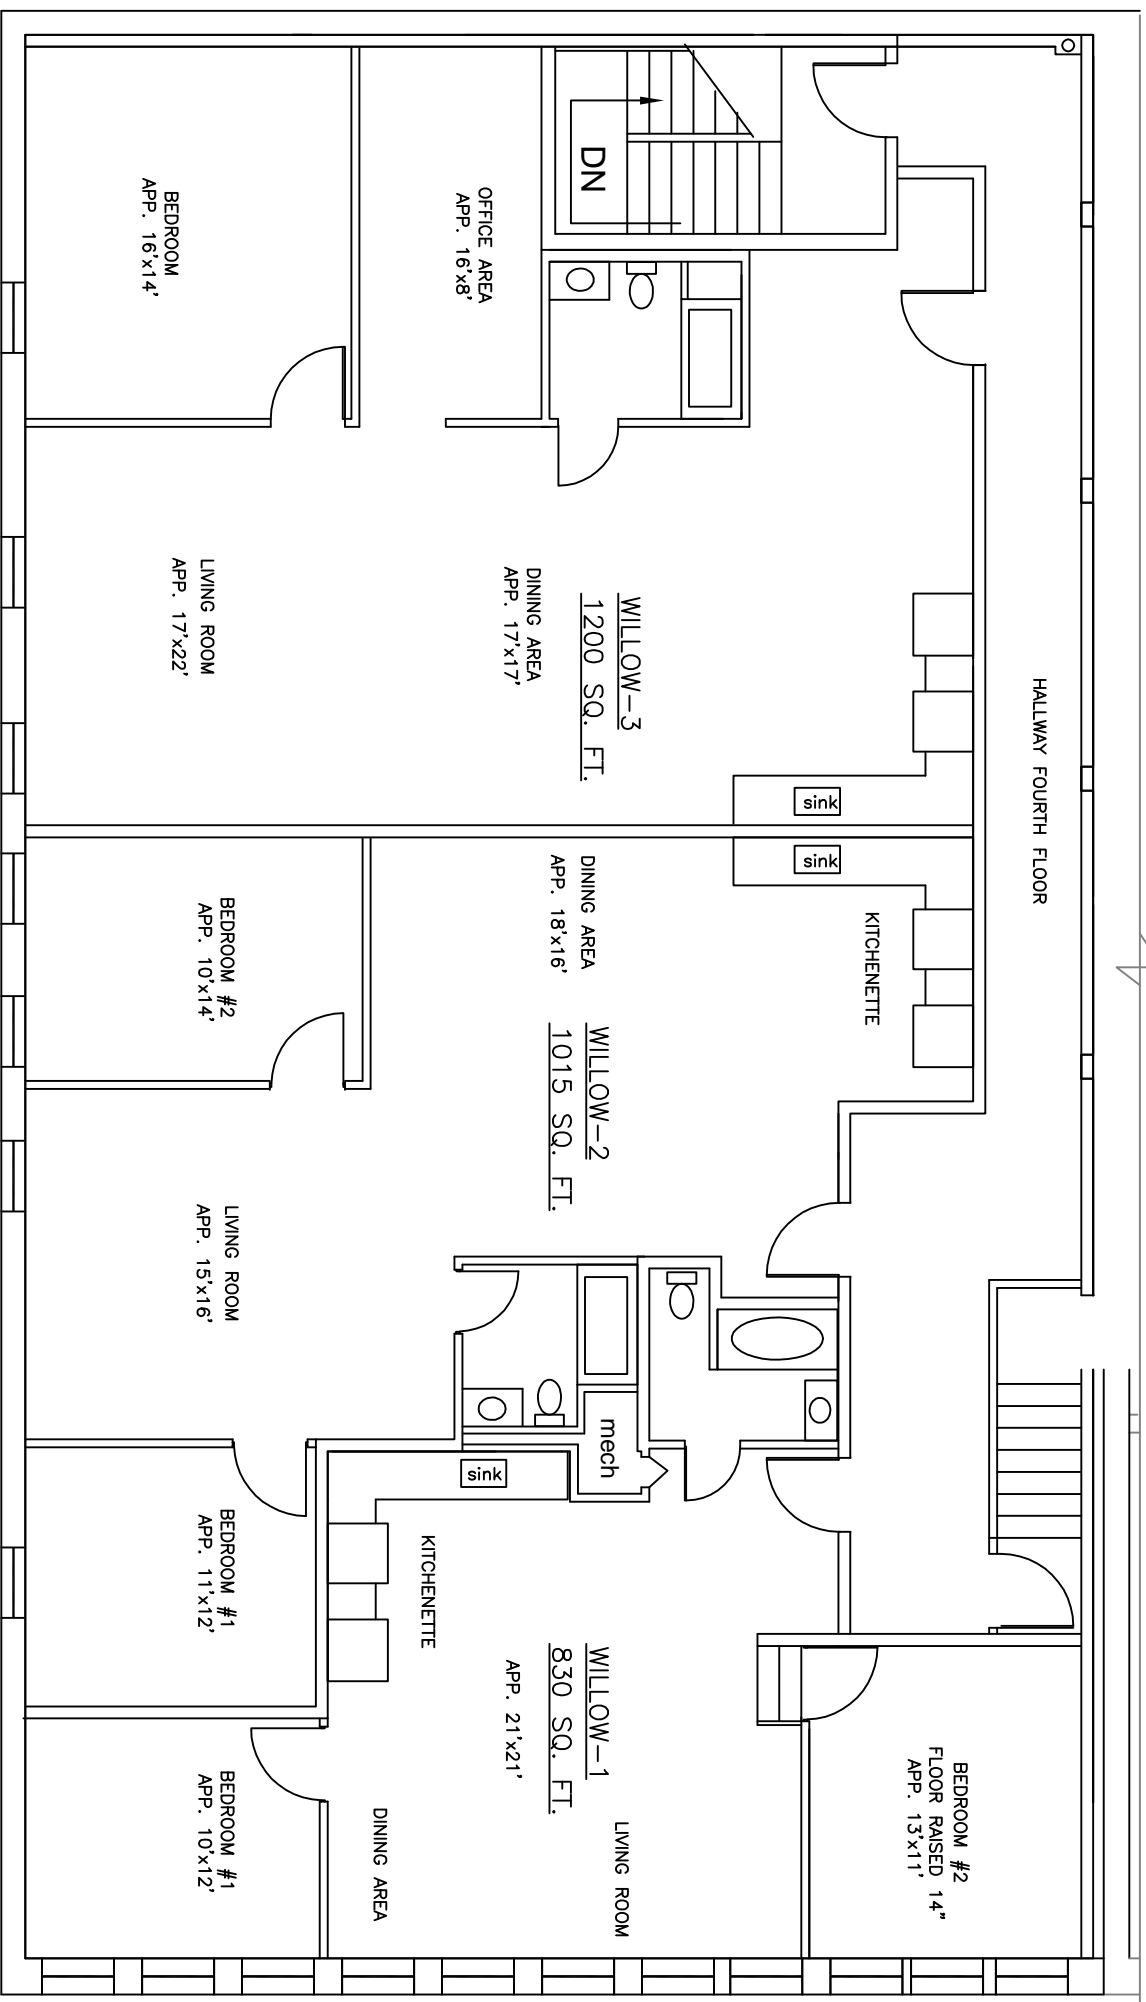 HALLWAY FOURTH FLOOR
DN
OFFICE AREA
APP. 16'x8'
BEDROOM
APP. 16'x14'
WILLOW-3
1200 SQ. FT.
DINING AREA
APP. 17'x17'
LIVING ROOM
APP. 17'x22'
sink
sink
KITCHENETTE
DINING AREA
APP. 18'x16'
WILLOW-2
1015 SQ. FT.
BEDROOM #2
APP. 10'x14'
LIVING ROOM
APP. 15'x16'
mech
sink
KITCHENETTE
BEDROOM #1
APP. 11'x12'
WILLOW-1
830 SQ. FT.
APP. 21'x21'
BEDROOM #2
FLOOR RAISED 14"
APP. 13'x11'
LIVING ROOM
DINING AREA
BEDROOM #1
APP. 10'x12'